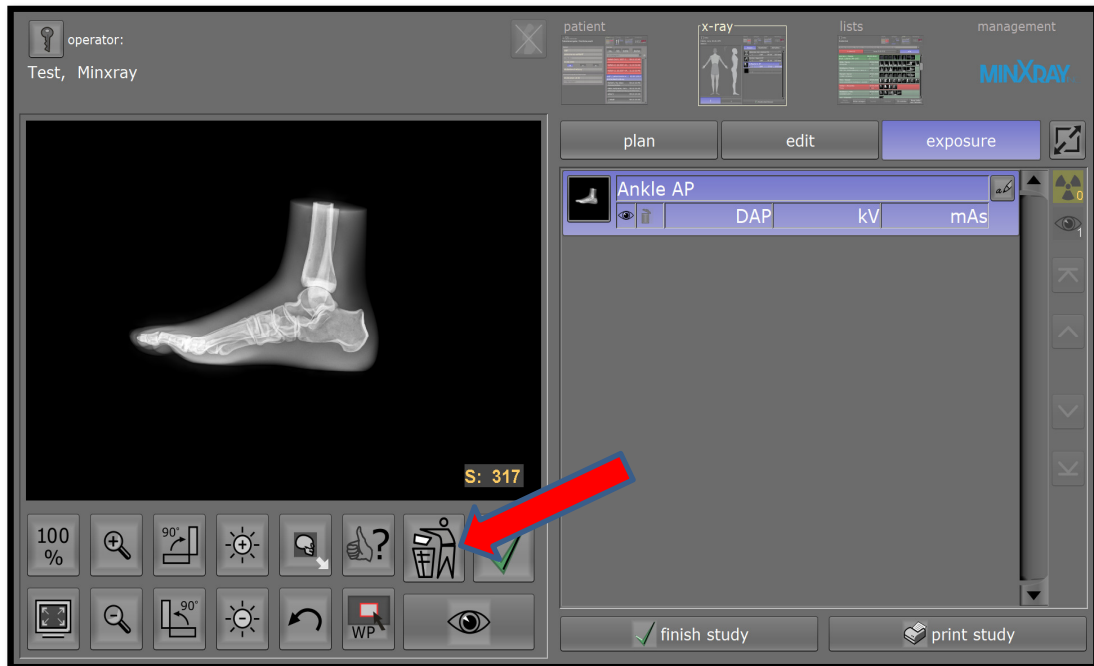 operator:
Test, Minxray
patient
x-ray
lists
management
MINXRAY
plan
edit
exposure
Ankle AP
DAP
kV
mAs
0
1
S: 317
100
%
90°
?
90°
WP
finish study
print study